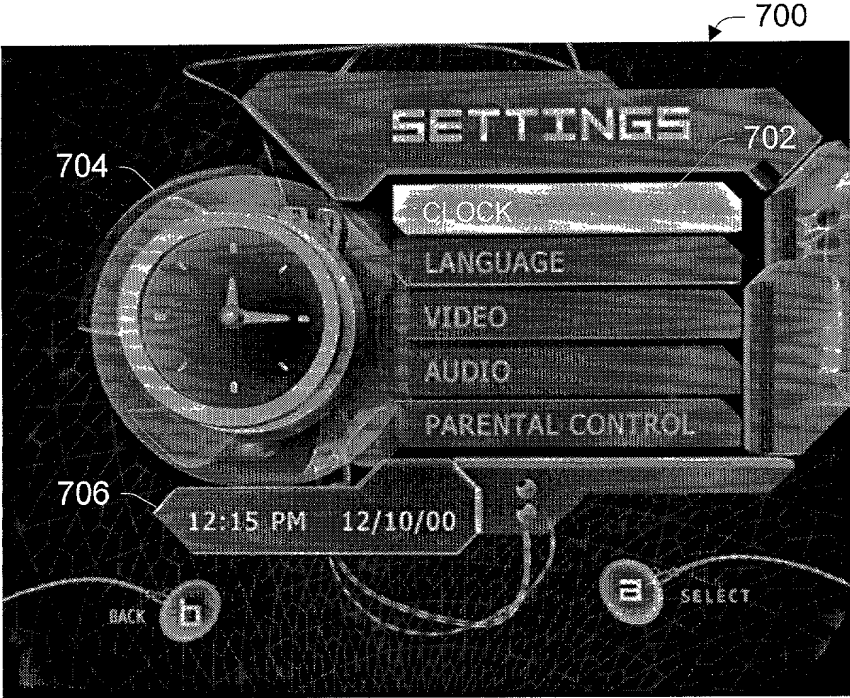 700
SETTINGS
702
704
CLOCK
LANGUAGE
VIDEO
AUDIO
PARENTAL CONTROL
706
12:15 PM 12/10/00
BACK b
a SELECT